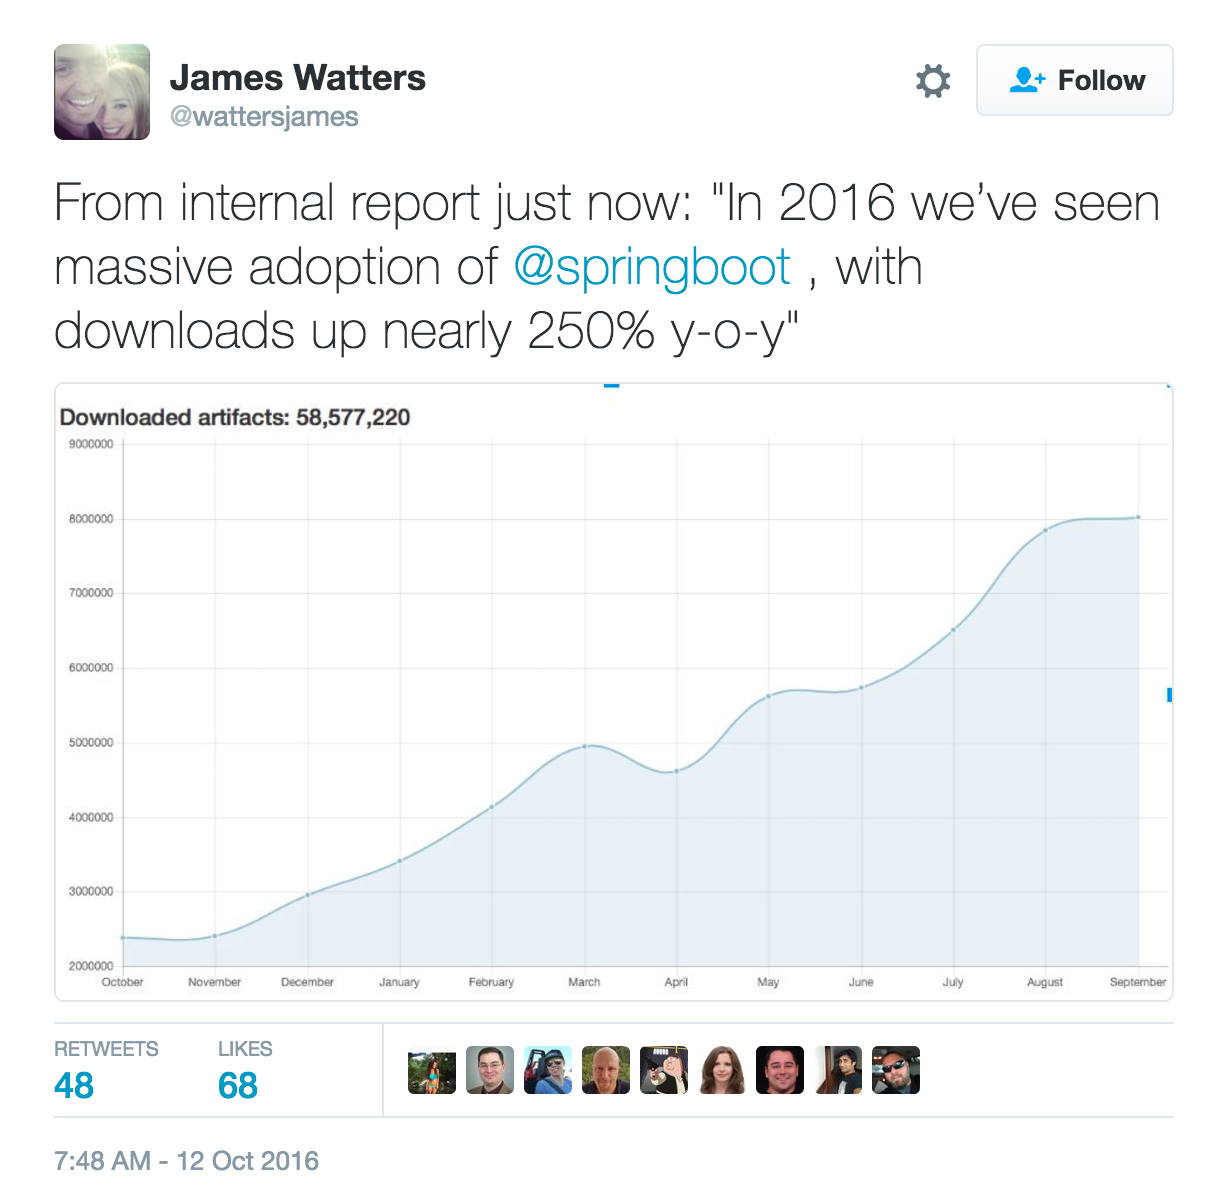 James Watters
@wattersjames
Follow
From internal report just now: "In 2016 we’ve seen
massive adoption of @springboot , with
downloads up nearly 250% y-o-y"
Downloaded artifacts: 58,577,220
9000000
8000000
7000000
6000000
5000000
4000000
3000000
2000000
October November December January February March April May June July August September
RETWEETS LIKES
48 68
7:48 AM - 12 Oct 2016